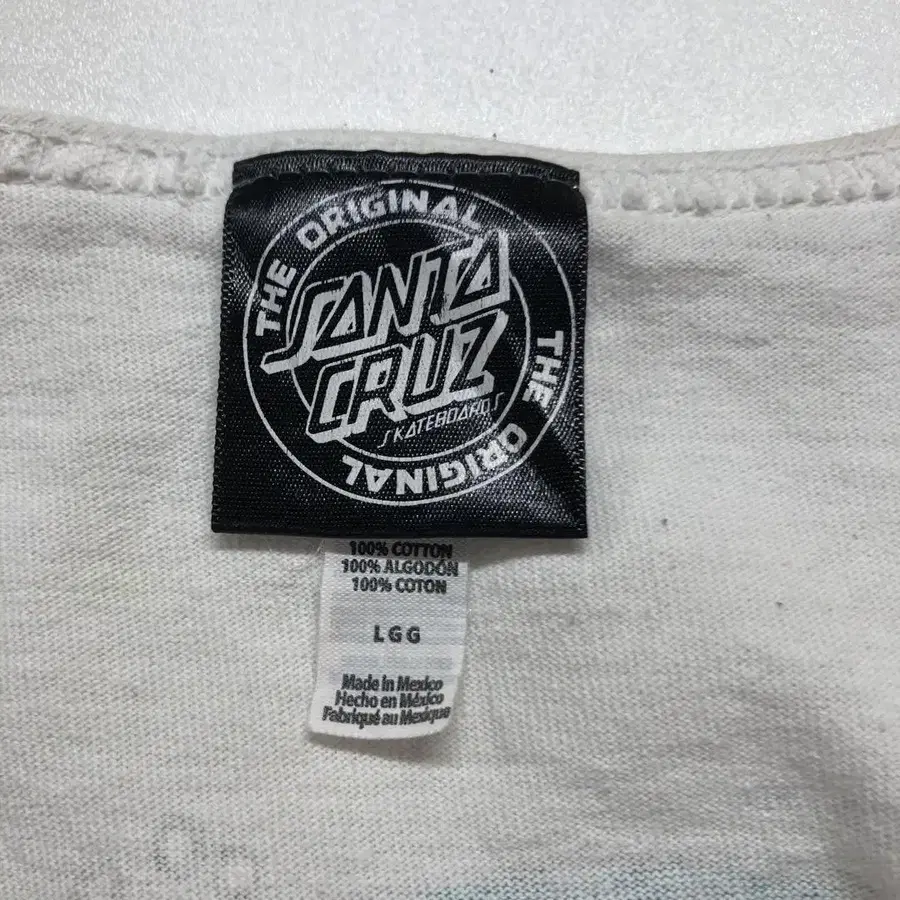 THE ORIGINAL
SANTA
CRUZ
SKATEBOARDS
THE ORIGINAL
100% COTTON
100% ALGODÓN
100% COTON
L G G
Made in Mexico
Hecho en México
Fabriqué au Mexique